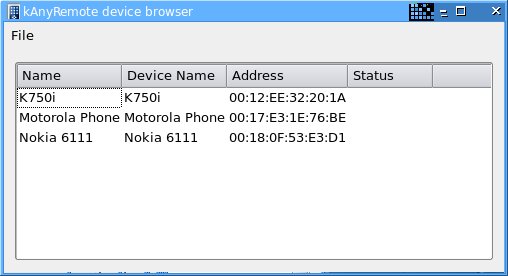 kAnyRemote device browser
File
Name Device Name Address Status
K750i K750i 00:12:EE:32:20:1A
Motorola Phone Motorola Phone 00:17:E3:1E:76:BE
Nokia 6111 Nokia 6111 00:18:0F:53:E3:D1